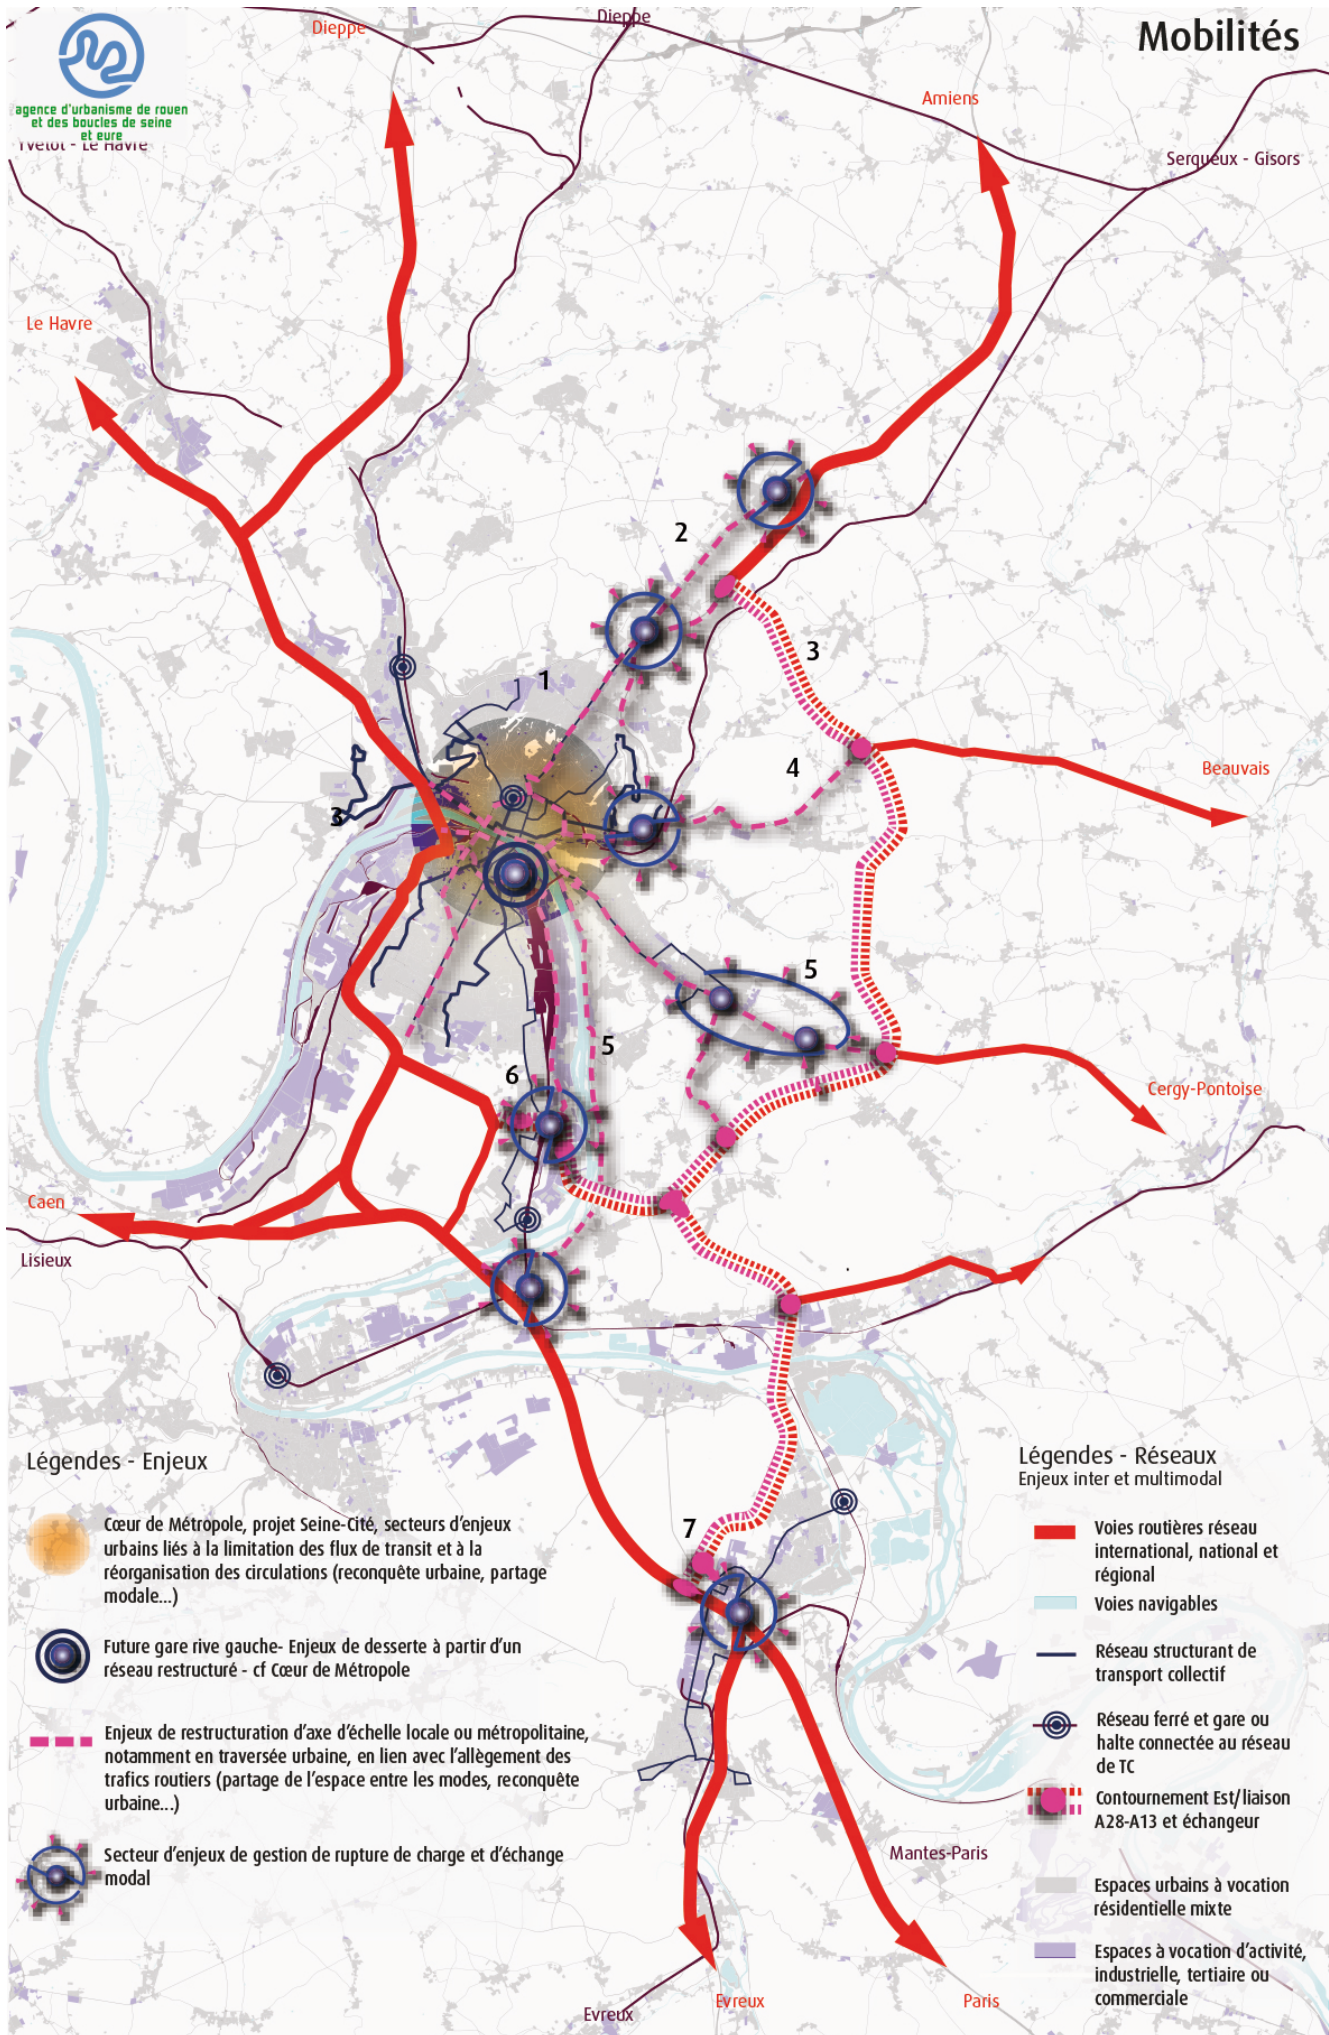 Dieppe
Dieppe
Mobilités
agence d'urbanisme de rouen
et des boucles de seine
et eure
Yvetot - Le Havre
Amiens
Serqueux - Gisors
Le Havre
2
3
1
4
Beauvais
3
5
5
6
Cergy-Pontoise
Caen
Lisieux
7
Légendes - Enjeux
Cœur de Métropole, projet Seine-Cité, secteurs d'enjeux
urbains liés à la limitation des flux de transit et à la
réorganisation des circulations (reconquête urbaine, partage
modale...)
Future gare rive gauche- Enjeux de desserte à partir d'un
réseau restructuré - cf Cœur de Métropole
Enjeux de restructuration d'axe d'échelle locale ou métropolitaine,
notamment en traversée urbaine, en lien avec l'allègement des
trafics routiers (partage de l'espace entre les modes, reconquête
urbaine...)
Secteur d'enjeux de gestion de rupture de charge et d'échange
modal
Légendes - Réseaux
Enjeux inter et multimodal
Voies routières réseau
international, national et
régional
Voies navigables
Réseau structurant de
transport collectif
Réseau ferré et gare ou
halte connectée au réseau
de TC
Contournement Est/liaison
A28-A13 et échangeur
Espaces urbains à vocation
résidentielle mixte
Espaces à vocation d'activité,
industrielle, tertiaire ou
commerciale
Mantes-Paris
Evreux
Evreux
Paris